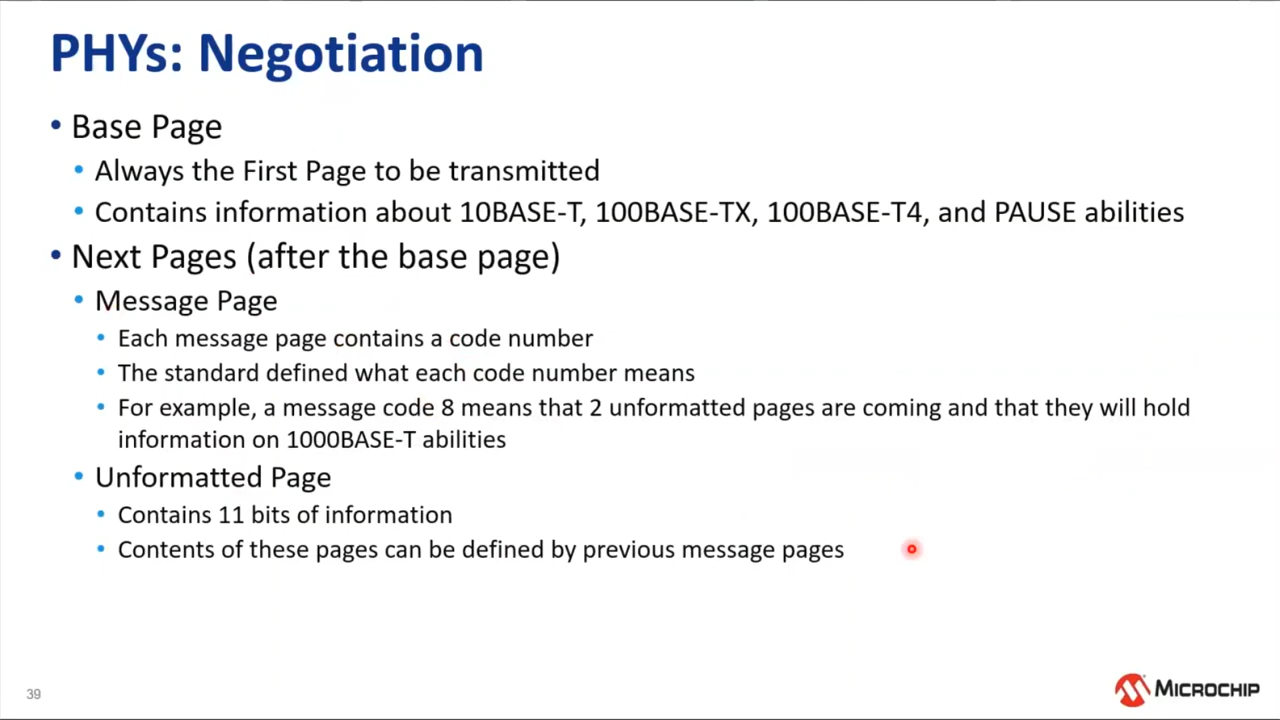 PHYs: Negotiation
• Base Page
• Always the First Page to be transmitted
• Contains information about 10BASE-T, 100BASE-TX, 100BASE-T4, and PAUSE abilities
• Next Pages (after the base page)
• Message Page
• Each message page contains a code number
• The standard defined what each code number means
• For example, a message code 8 means that 2 unformatted pages are coming and that they will hold
information on 1000BASE-T abilities
• Unformatted Page
• Contains 11 bits of information
• Contents of these pages can be defined by previous message pages
39
MICROCHIP